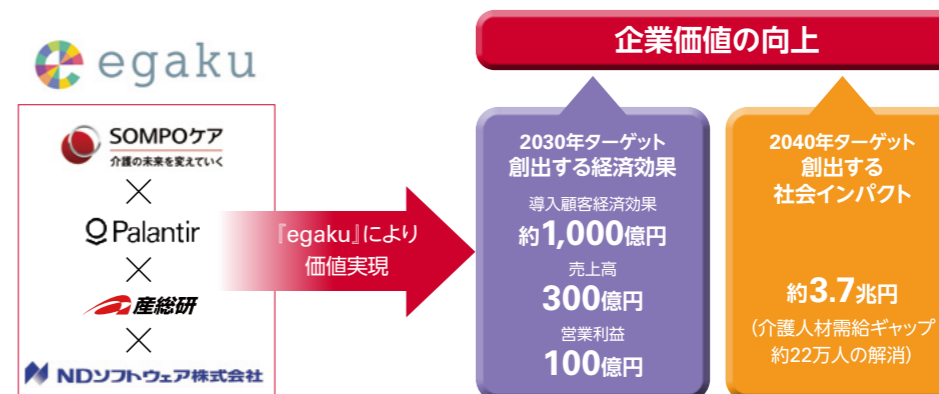 egaku
SOMPOケア
介護の未来を変えていく
×
Palantir
×
産総研
×
NDソフトウェア株式会社
『egaku』により
価値実現
企業価値の向上
2030年ターゲット
創出する経済効果
導入顧客経済効果
約1,000億円
売上高
300億円
営業利益
100億円
2040年ターゲット
創出する
社会インパクト
約3.7兆円
(介護人材需給ギャップ
約22万人の解消)